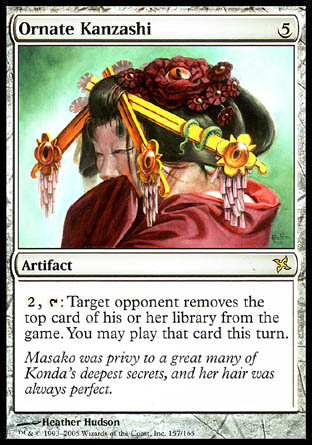 Ornate Kanzashi 5
Artifact
2, : Target opponent removes the
top card of his or her library from the
game. You may play that card this turn.
Masako was privy to a great many of
Konda's deepest secrets, and her hair was
always perfect.
Heather Hudson
™ & © 1993–2005 Wizards of the Coast, Inc. 157/165